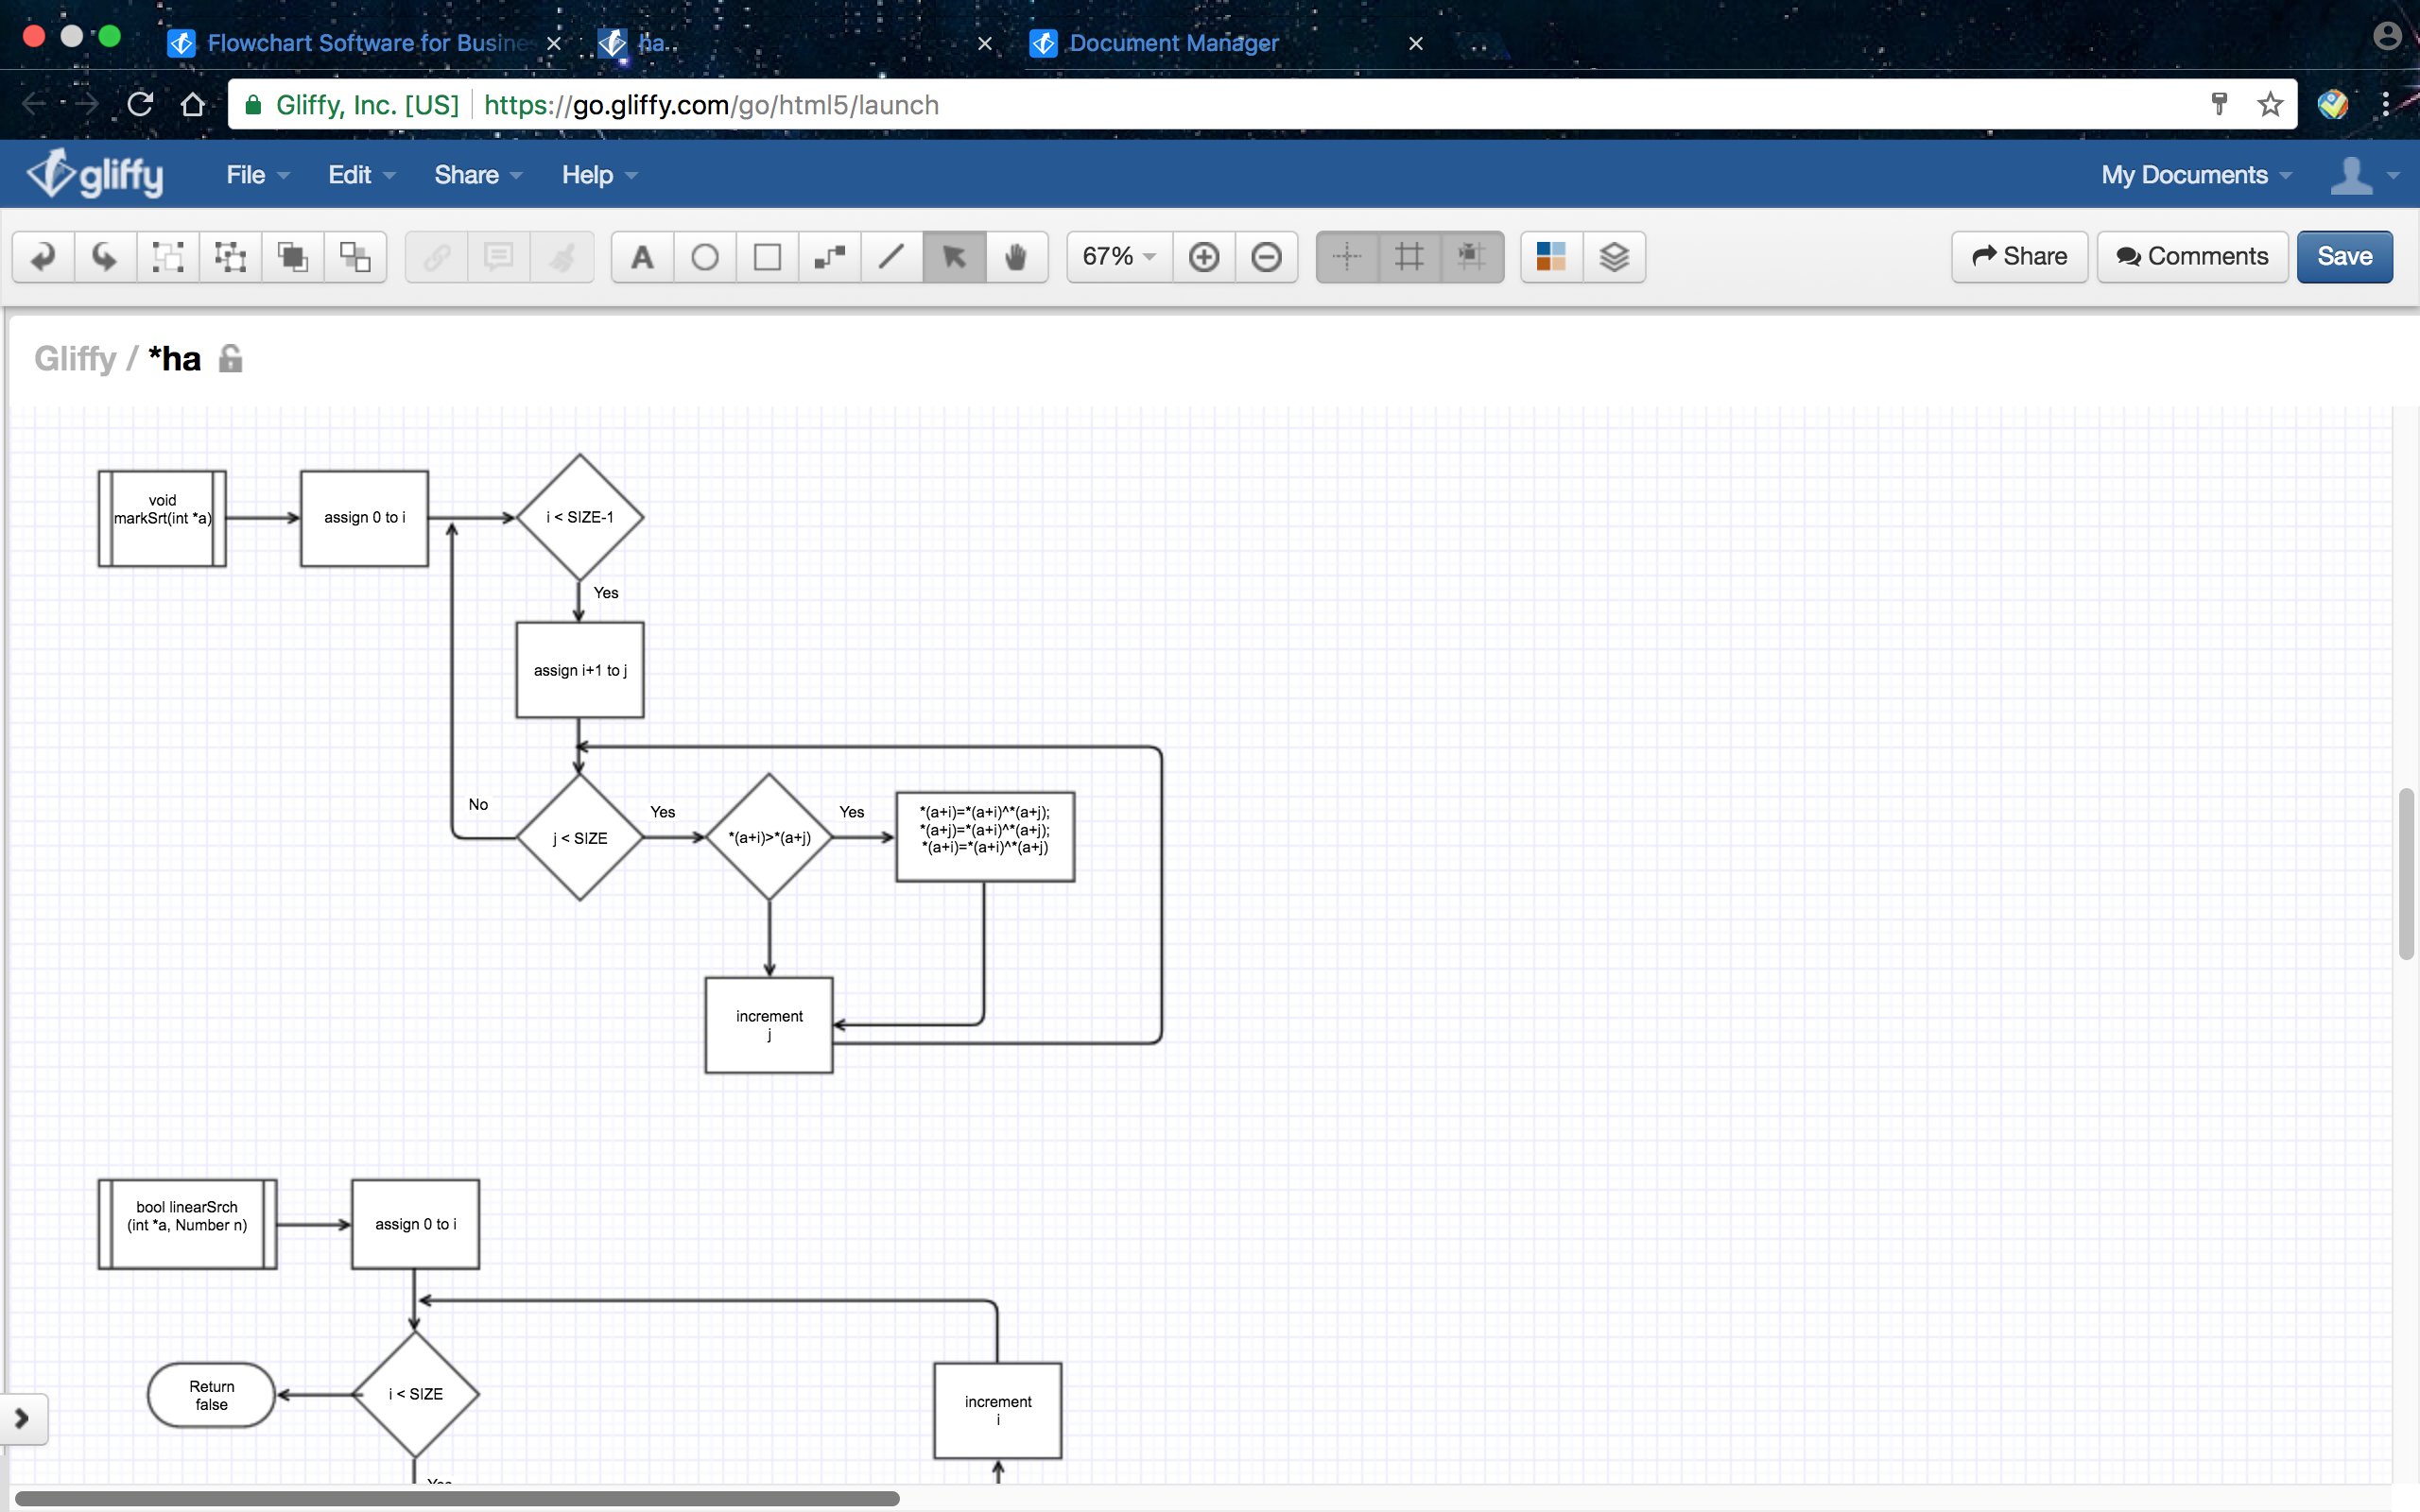 Flowchart Software for Busine
ha
Document Manager
Gliffy, Inc. [US] https://go.gliffy.com/go/html5/launch
gliffy File Edit Share Help My Documents
A 67% Share Comments Save
Gliffy / *ha
void
markSrt(int *a)
assign 0 to i
i < SIZE-1
Yes
assign i+1 to j
No
j < SIZE
Yes
*(a+i)>*(a+j)
Yes
*(a+i)=*(a+i)^*(a+j);
*(a+j)=*(a+i)^*(a+j);
*(a+i)=*(a+i)^*(a+j)
increment
j
bool linearSrch
(int *a, Number n)
assign 0 to i
Return
false
i < SIZE
increment
i
Yes